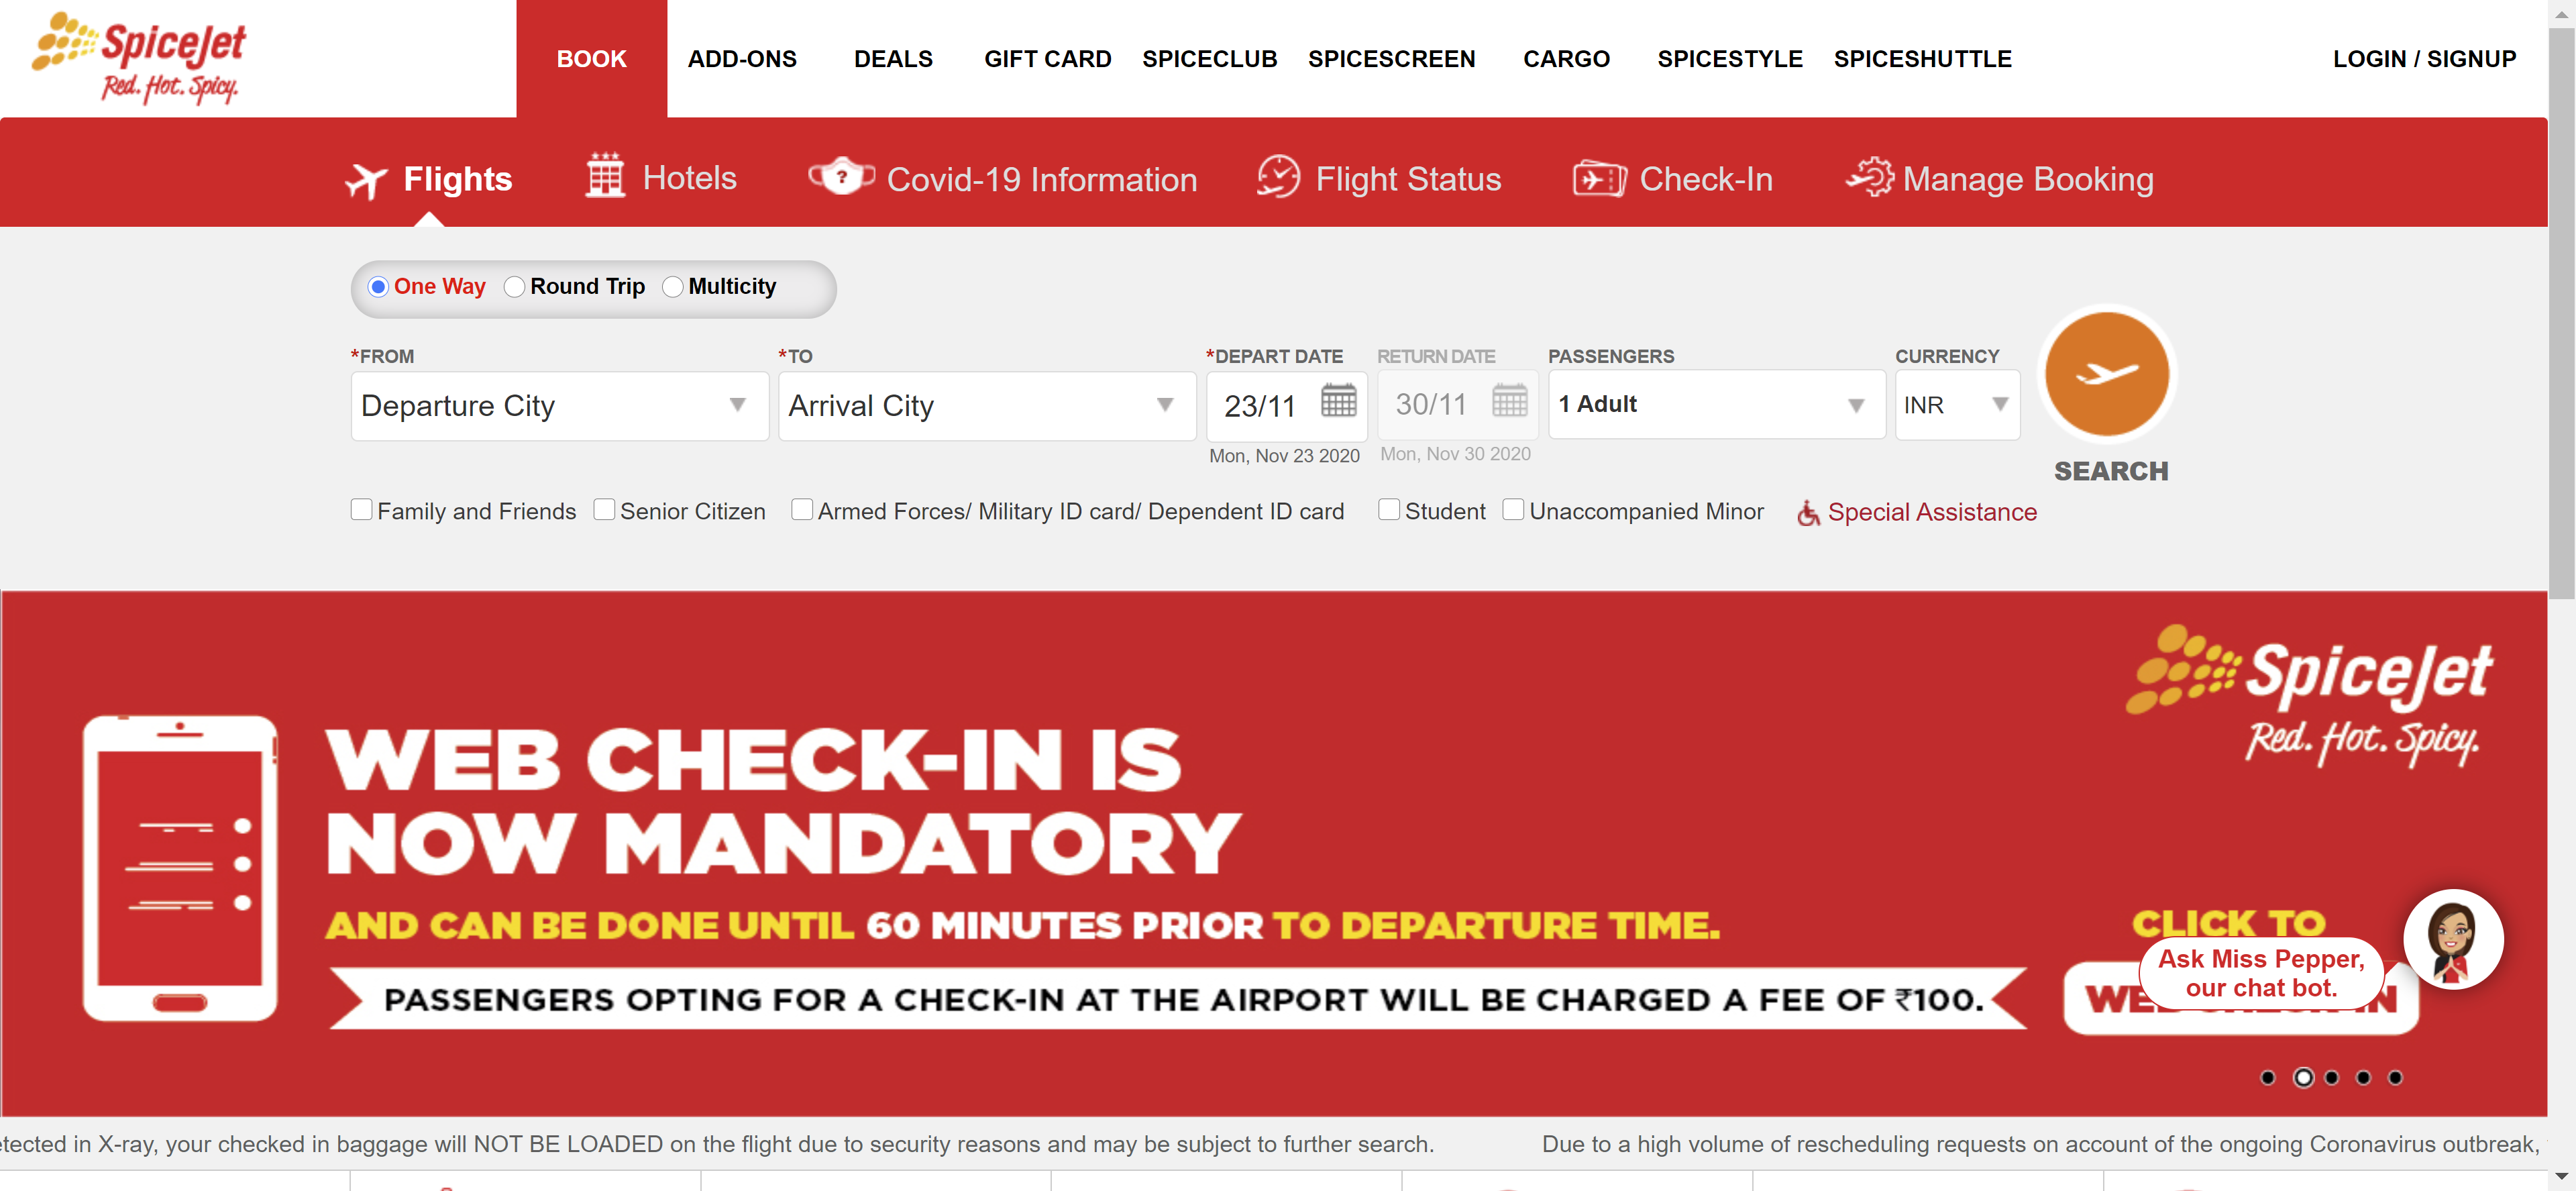 SpiceJet
Red. Hot. Spicy.
BOOK
ADD-ONS
DEALS
GIFT CARD
SPICECLUB
SPICESCREEN
CARGO
SPICESTYLE
SPICESHUTTLE
LOGIN / SIGNUP
Flights
Hotels
?
Covid-19 Information
Flight Status
Check-In
Manage Booking
One Way
Round Trip
Multicity
*FROM
*TO
*DEPART DATE
RETURN DATE
PASSENGERS
CURRENCY
Departure City
Arrival City
23/11
30/11
1 Adult
INR
Mon, Nov 23 2020
Mon, Nov 30 2020
SEARCH
Family and Friends
Senior Citizen
Armed Forces/ Military ID card/ Dependent ID card
Student
Unaccompanied Minor
Special Assistance
SpiceJet
Red. Hot. Spicy.
WEB CHECK-IN IS
NOW MANDATORY
AND CAN BE DONE UNTIL 60 MINUTES PRIOR TO DEPARTURE TIME.
PASSENGERS OPTING FOR A CHECK-IN AT THE AIRPORT WILL BE CHARGED A FEE OF ₹100.
CLICK TO
Ask Miss Pepper,
our chat bot.
in X-ray, your checked in baggage will NOT BE LOADED on the flight due to security reasons and may be subject to further search.
Due to a high volume of rescheduling requests on account of the ongoing Coronavirus outbreak,